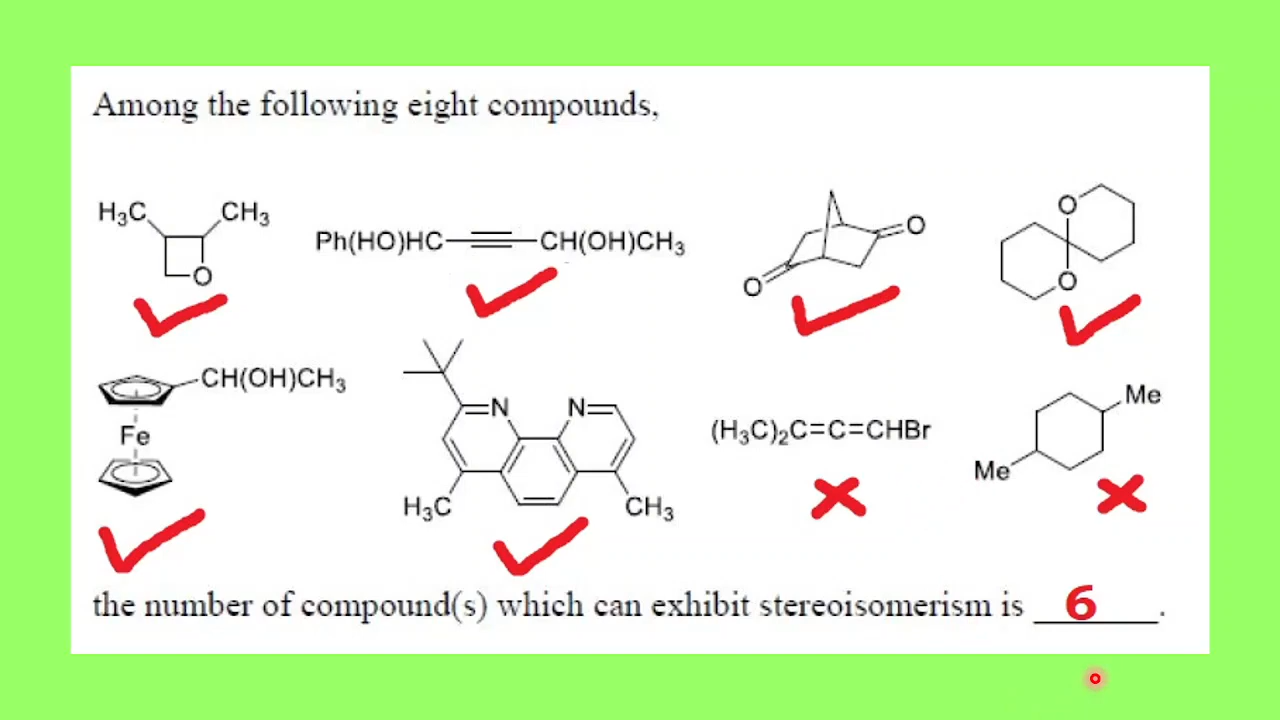 Among the following eight compounds,
H₃C CH₃
O
Ph(HO)HC CH(OH)CH₃
O
O
O
O
CH(OH)CH₃
Fe
N N
H₃C CH₃
(H₃C)₂C=C=CHBr
Me
Me
the number of compound(s) which can exhibit stereoisomerism is 6.